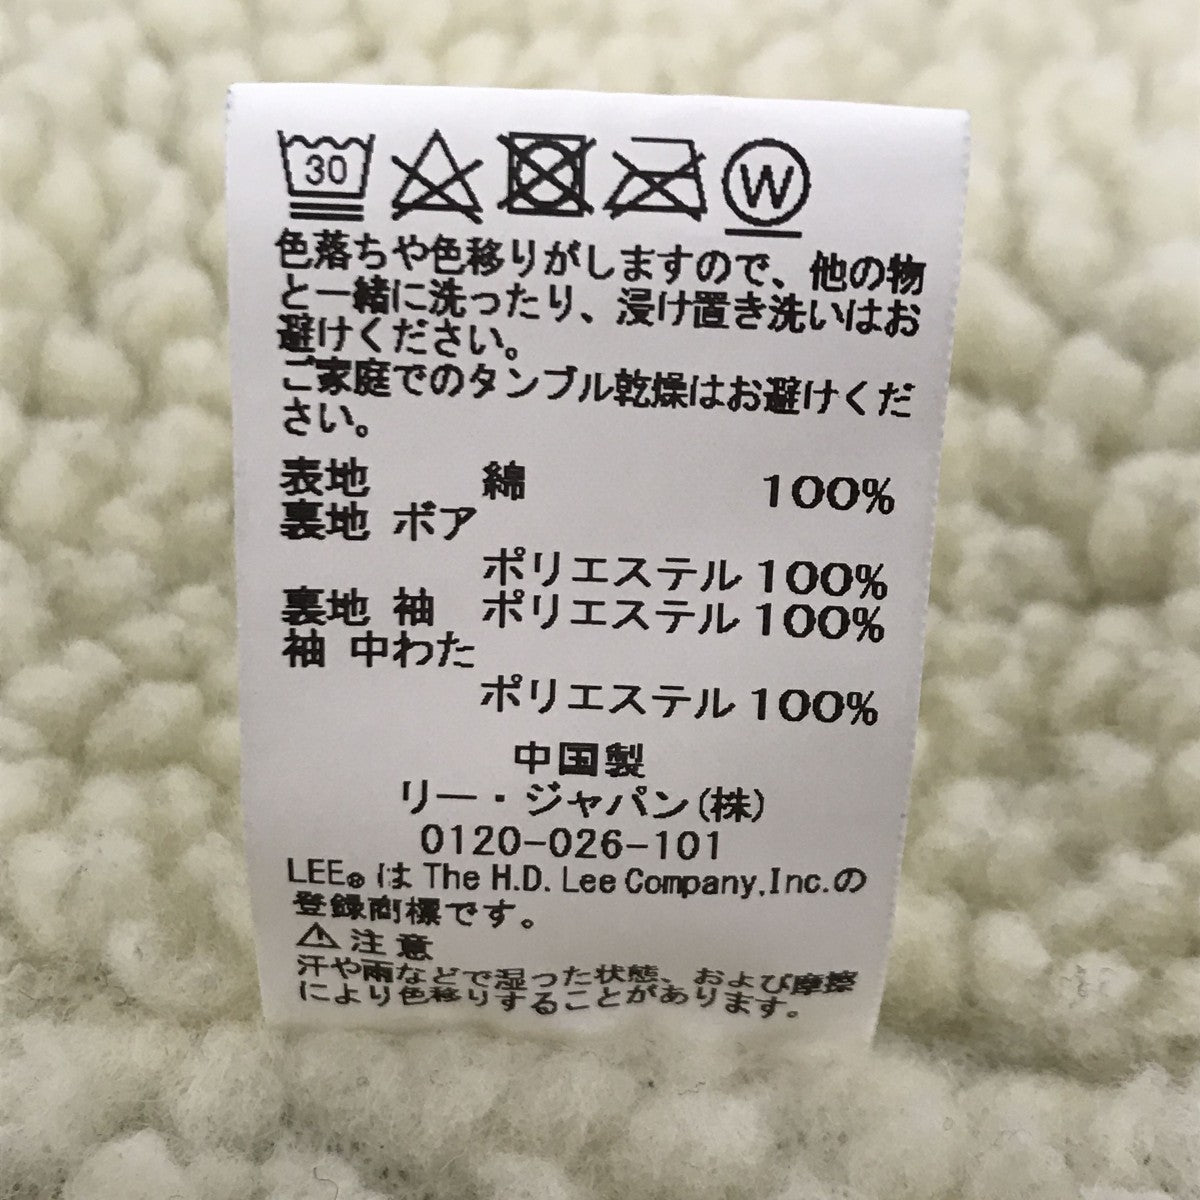 30
W
色落ちや色移りがしますので、他の物
と一緒に洗ったり、浸け置き洗いはお
避けください。
ご家庭でのタンブル乾燥はお避けくだ
さい。
表地 綿 100%
裏地 ボア
ポリエステル 100%
裏地 袖 ポリエステル 100%
袖 中わた
ポリエステル 100%
中国製
リー・ジャパン(株)
0120-026-101
LEE®は The H.D. Lee Company,Inc.の
登録商標です。
⚠注意
汗や雨などで湿った状態、および摩擦
により色移りすることがあります。